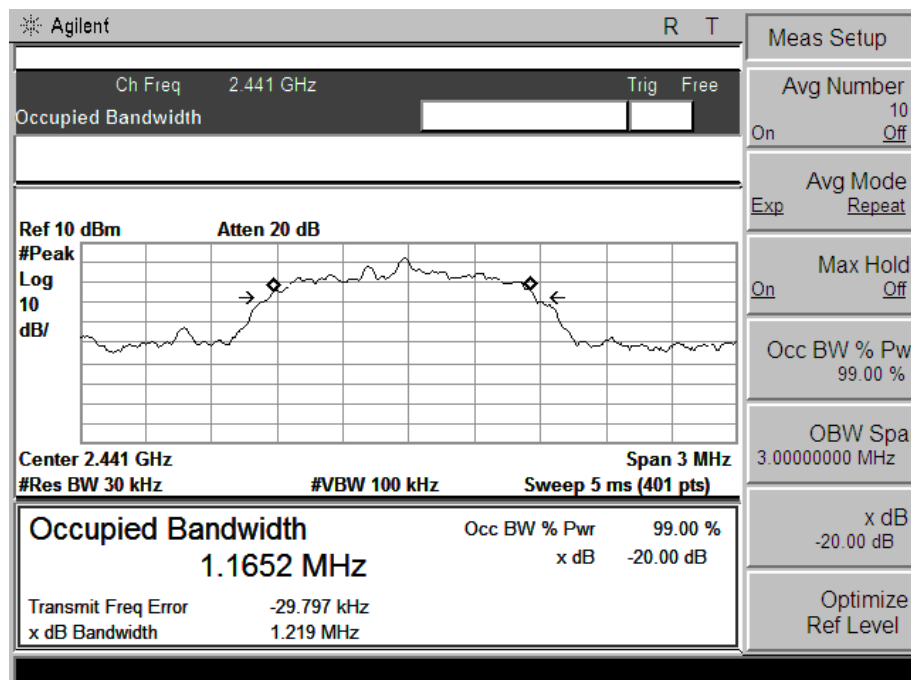 Agilent R T
Ch Freq 2.441 GHz Trig Free
Occupied Bandwidth
Ref 10 dBm Atten 20 dB
#Peak
Log
10
dB/
Center 2.441 GHz Span 3 MHz
#Res BW 30 kHz #VBW 100 kHz Sweep 5 ms (401 pts)
Occupied Bandwidth
1.1652 MHz
Occ BW % Pwr 99.00 %
x dB -20.00 dB
Transmit Freq Error -29.797 kHz
x dB Bandwidth 1.219 MHz
Meas Setup
Avg Number
10
On Off
Avg Mode
Exp Repeat
Max Hold
On Off
Occ BW % Pw
99.00 %
OBW Spa
3.00000000 MHz
x dB
-20.00 dB
Optimize
Ref Level